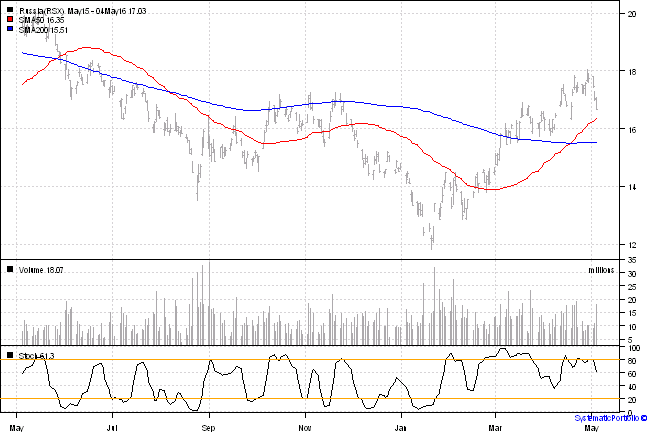 Russia(RSX) May15 - 04May16 17.03
SMA50 16.35
SMA200 15.51
20
18
16
14
12
Volume 18.07
millions
35
30
25
20
15
10
5
Stoch 61.3
100
80
60
40
20
0
May Jul Sep Nov Jan Mar May
SystematicPortfolio ©